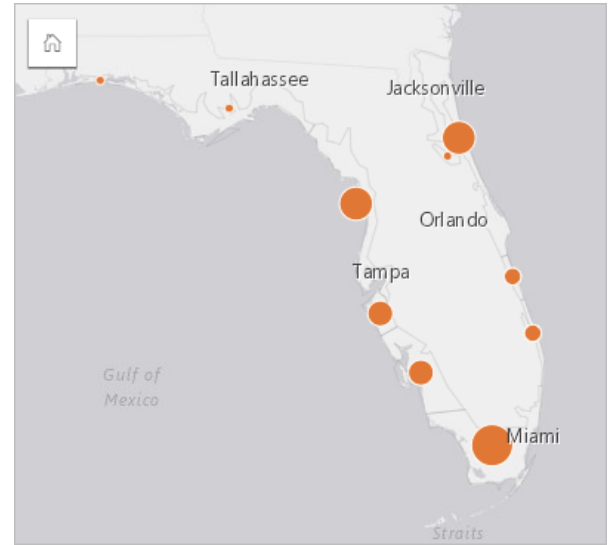 Tallahassee
Jacksonville
Orlando
Tampa
Gulf of
Mexico
Miami
Straits